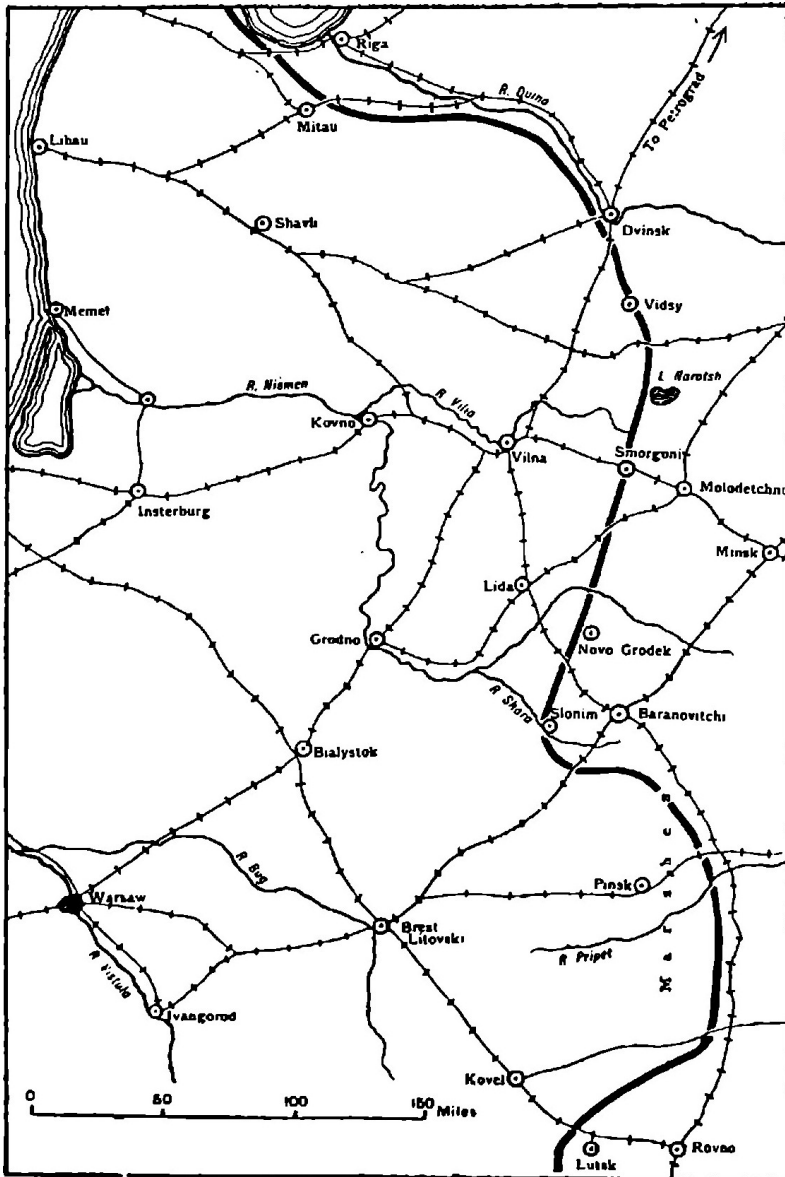 Riga
R. Duina
To Petrograd
Mitau
Libau
Shavli
Dvinsk
Memel
Vidsy
L Narotsh
R. Niemen
R Vilia
Kovno
Vilna
Smorgoni
Molodetchno
Insterburg
Minsk
Lida
Grodno
Novo Grodek
R Shara
Slonim
Baranovitchi
Bialystok
Marshes
R Bug
Warsaw
Pinsk
Brest
Litovski
R Pripet
R Vistula
Ivangorod
Kovel
0 50 100 150 Miles
Lutsk
Rovno